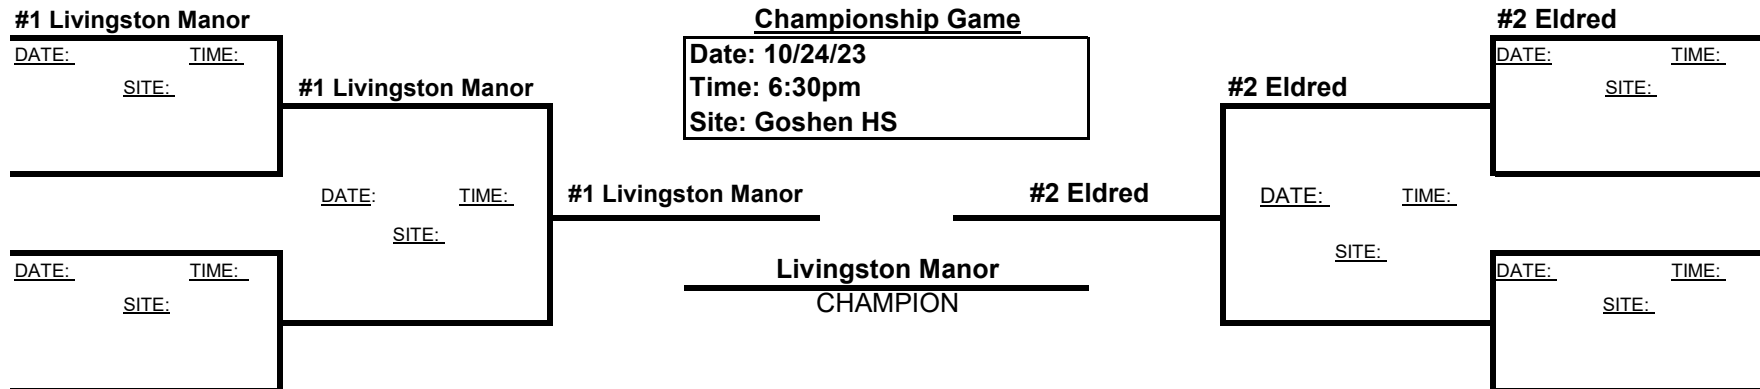 #1 Livingston Manor
Championship Game
#2 Eldred
DATE: TIME:
SITE:
#1 Livingston Manor
Date: 10/24/23
Time: 6:30pm
Site: Goshen HS
#2 Eldred
DATE: TIME:
SITE:
DATE: TIME:
SITE:
#1 Livingston Manor
#2 Eldred
DATE: TIME:
SITE:
DATE: TIME:
SITE:
Livingston Manor
CHAMPION
DATE: TIME:
SITE: